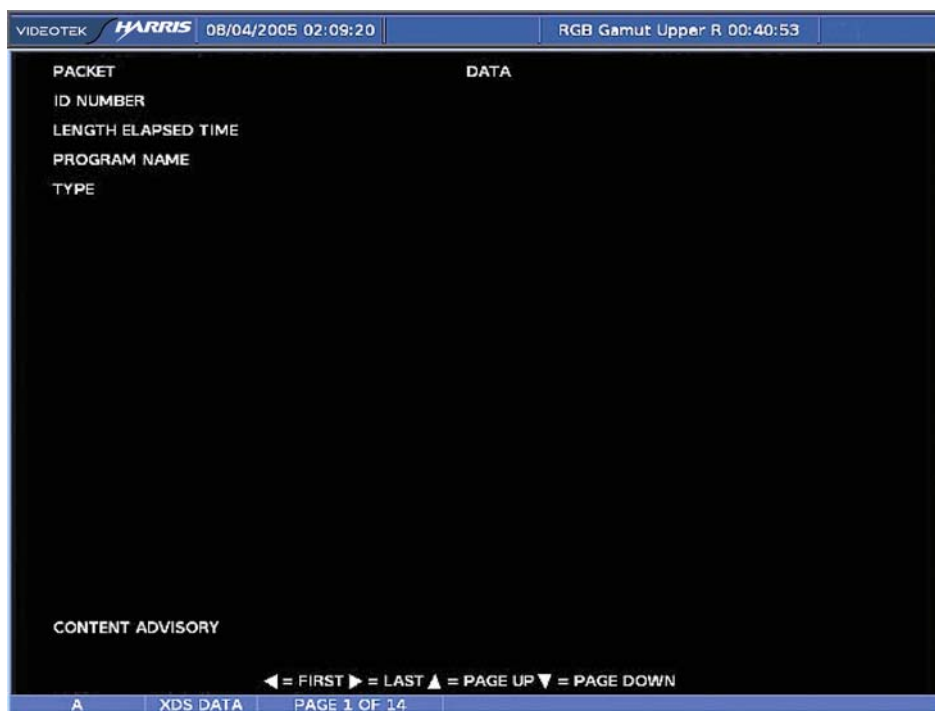 VIDEOTEK HARRIS 08/04/2005 02:09:20 RGB Gamut Upper R 00:40:53
PACKET DATA
ID NUMBER
LENGTH ELAPSED TIME
PROGRAM NAME
TYPE
CONTENT ADVISORY
◀ = FIRST ▶ = LAST ▲ = PAGE UP ▼ = PAGE DOWN
A XDS DATA PAGE 1 OF 14